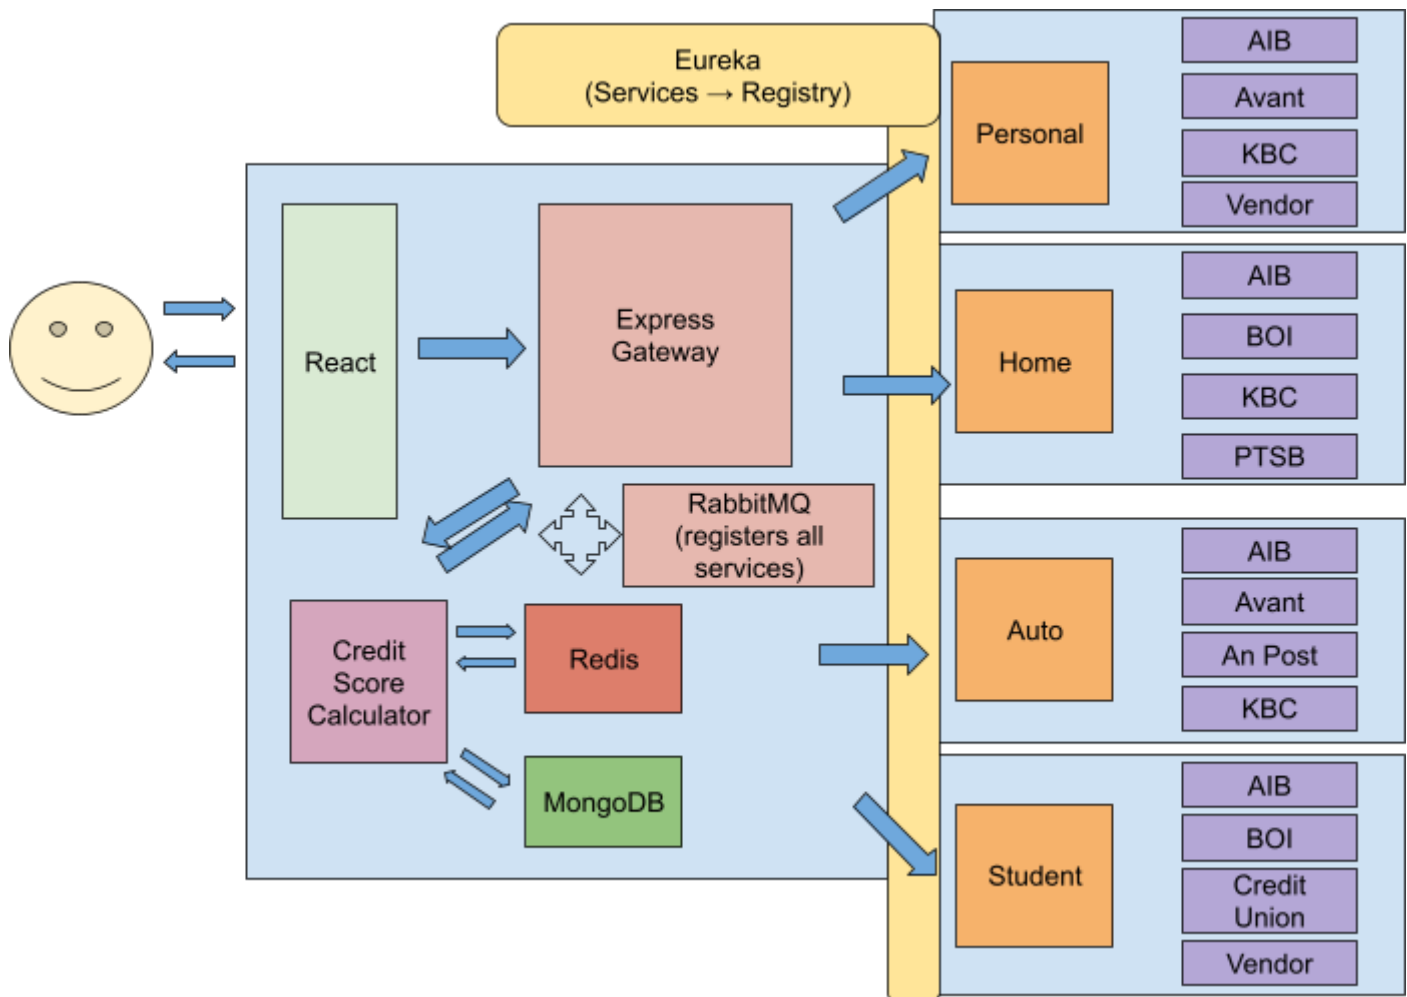 Eureka
(Services → Registry)
React
Express
Gateway
RabbitMQ
(registers all
services)
Credit
Score
Calculator
Redis
MongoDB
Personal
AIB
Avant
KBC
Vendor
Home
AIB
BOI
KBC
PTSB
Auto
AIB
Avant
An Post
KBC
Student
AIB
BOI
Credit
Union
Vendor